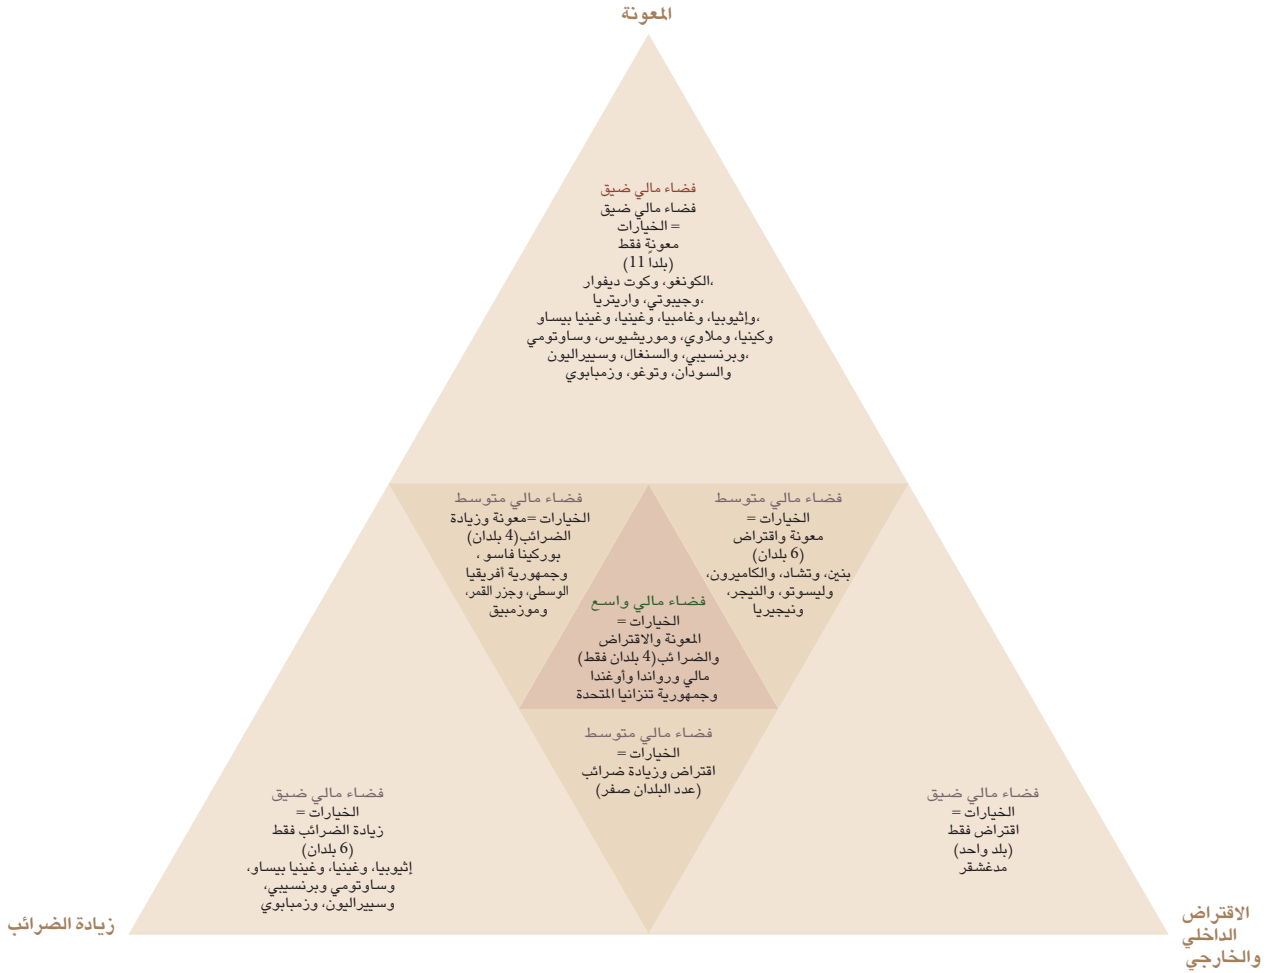 المعونة
فضاء مالي ضيق
فضاء مالي ضيق
= الخيارات
معونةٍ فقط
(بلداً 11)
،الكونغو، وكوت ديفوار
،وجيبوتي، واريتريا
،وإثيوبيا، وغامبيا، وغينيا، وغينيا بيساو
وكينيا، وملاوي، وموريشيوس، وساوتومي
،وبرنسيبي، والسنغال، وسييراليون
والسودان، وتوغو، وزمبابوي
فضاء مالي متوسط
الخيارات =
معونة واقتراض
(6 بلدان)
بنين، وتشاد، والكاميرون،
وليسوتو، والنيجر،
ونيجيريا
فضاء مالي متوسط
الخيارات =معونة وزيادة
الضرائب(4 بلدان)
بوركينا فاسو ،
وجمهورية أفريقيا
الوسطى، وجزر القمر،
وموزمبيق
فضاء مالي واسع
الخيارات =
المعونة والاقتراض
والضرا ئب(4 بلدان فقط)
مالي ورواندا وأوغندا
وجمهورية تنزانيا المتحدة
فضاء مالي متوسط
الخيارات =
اقتراض وزيادة ضرائب
(عدد البلدان صفر)
فضاء مالي ضيق
الخيارات =
اقتراض فقط
(بلد واحد)
مدغشقر
فضاء مالي ضيق
الخيارات =
زيادة الضرائب فقط
(6 بلدان)
إثيوبيا، وغينيا، وغينيا بيساو،
وساوتومي وبرنسيبي،
وسييراليون، وزمبابوي
الاقتراض
الداخلي
والخارجي
زيادة الضرائب